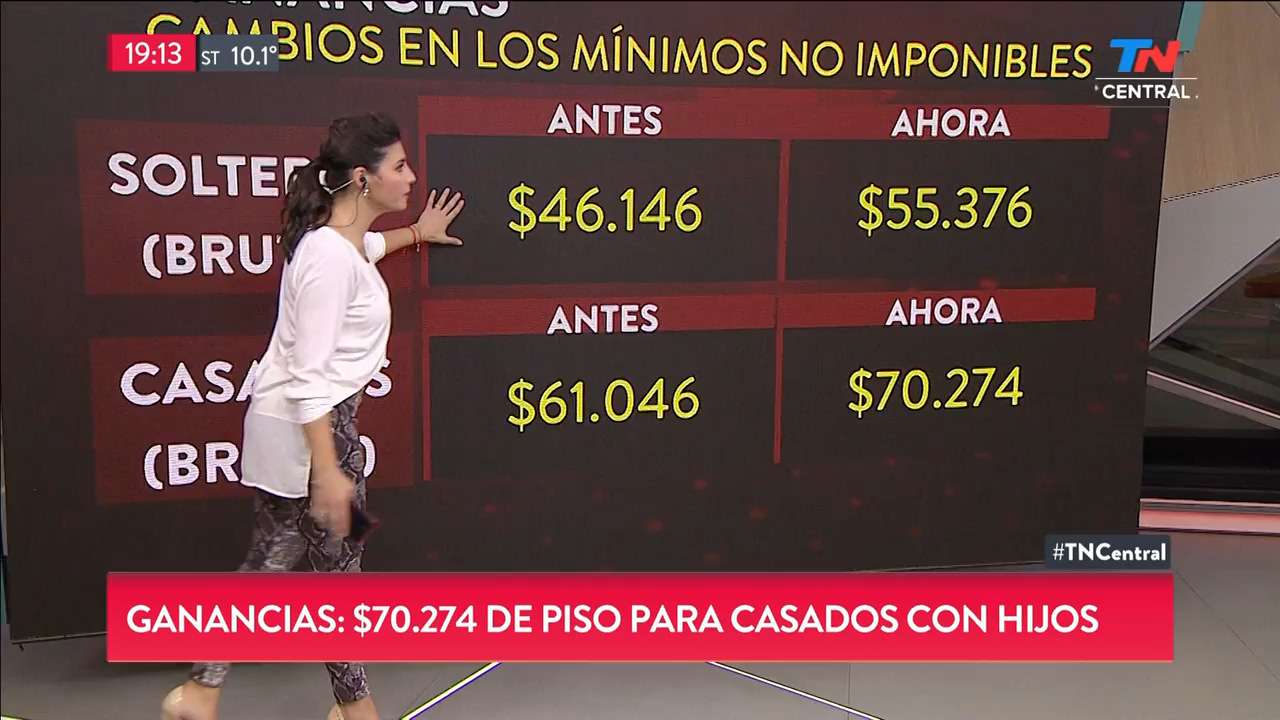 GANANCIAS
CAMBIOS EN LOS MÍNIMOS NO IMPONIBLES
19:13 ST 10.1°
TN
CENTRAL
ANTES AHORA
$46.146 $55.376
ANTES AHORA
$61.046 $70.274
#TNCentral
GANANCIAS: $70.274 DE PISO PARA CASADOS CON HIJOS